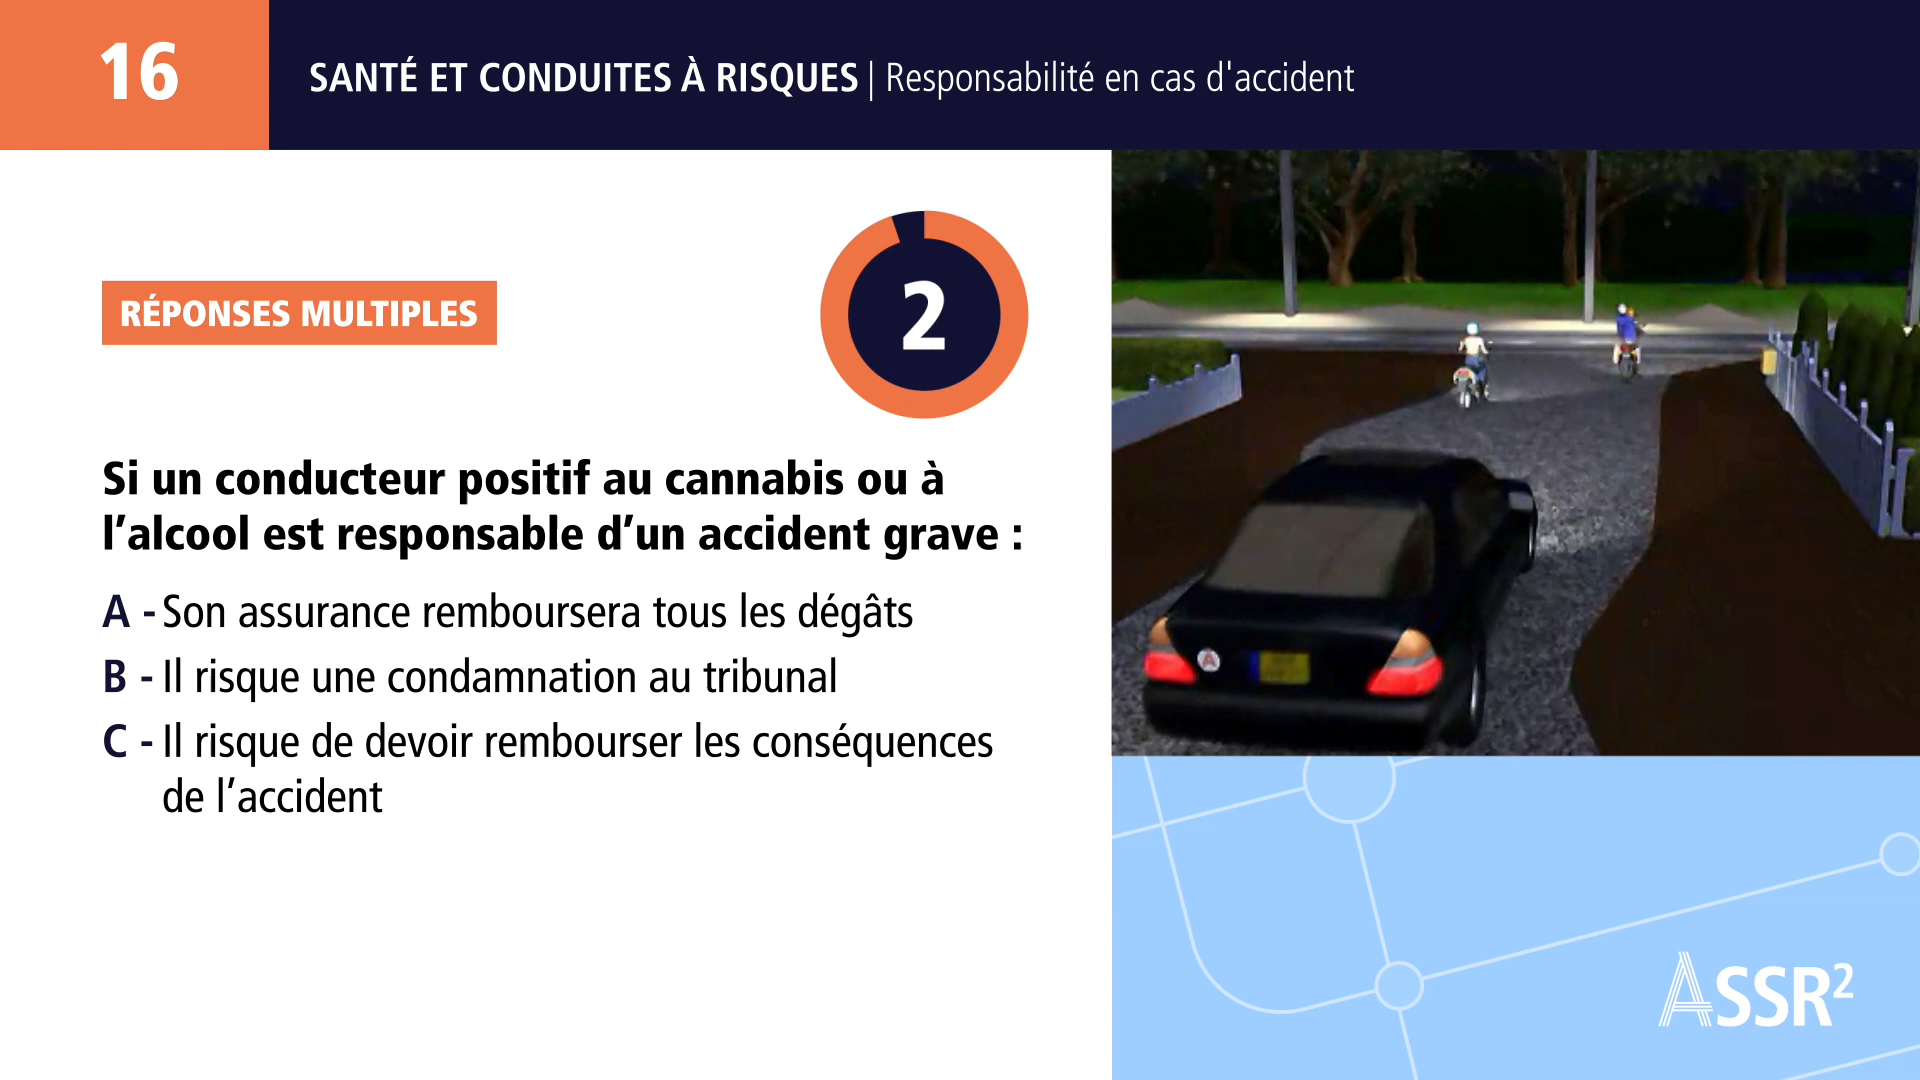 16
SANTÉ ET CONDUITES À RISQUES | Responsabilité en cas d'accident
RÉPONSES MULTIPLES
2
Si un conducteur positif au cannabis ou à
l’alcool est responsable d’un accident grave :
A - Son assurance remboursera tous les dégâts
B - Il risque une condamnation au tribunal
C - Il risque de devoir rembourser les conséquences
de l’accident
A
ASSR²